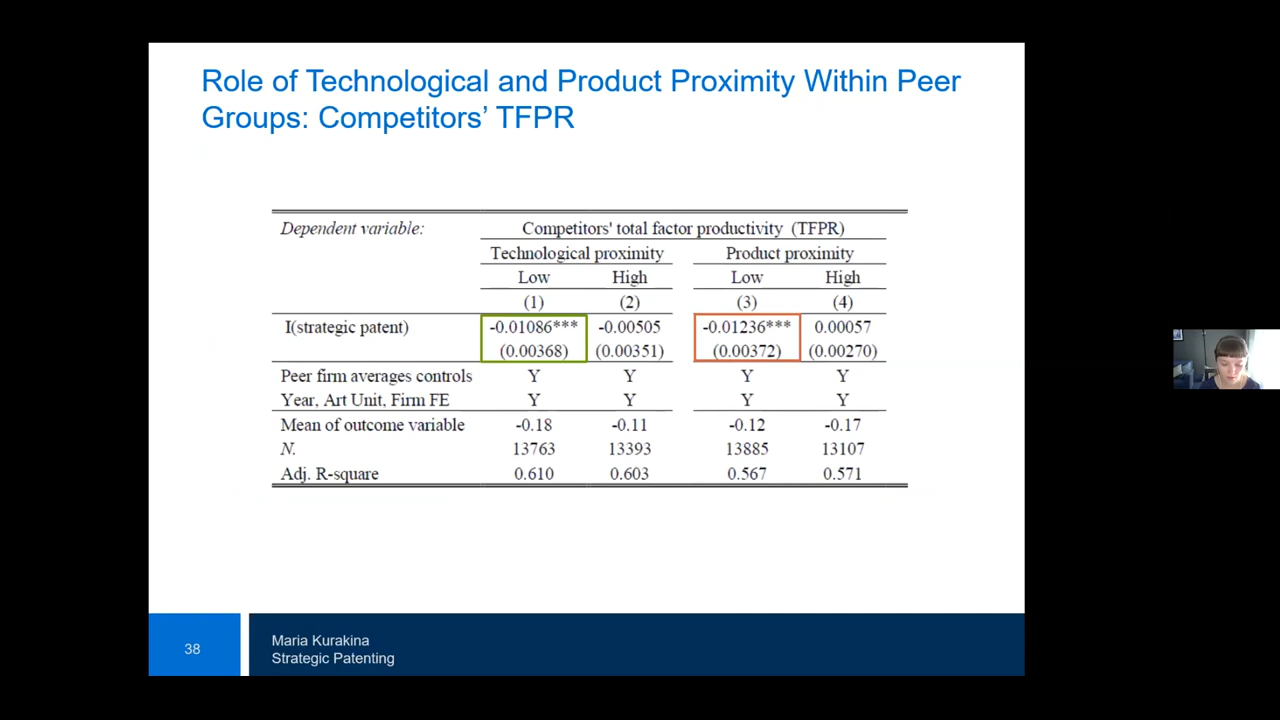 Role of Technological and Product Proximity Within Peer
Groups: Competitors' TFPR
Dependent variable: Competitors' total factor productivity (TFPR)
Technological proximity Product proximity
Low High Low High
(1) (2) (3) (4)
I(strategic patent) -0.01086*** -0.00505 -0.01236*** 0.00057
(0.00368) (0.00351) (0.00372) (0.00270)
Peer firm averages controls Y Y Y Y
Year, Art Unit, Firm FE Y Y Y Y
Mean of outcome variable -0.18 -0.11 -0.12 -0.17
N. 13763 13393 13885 13107
Adj. R-square 0.610 0.603 0.567 0.571
38
Maria Kurakina
Strategic Patenting